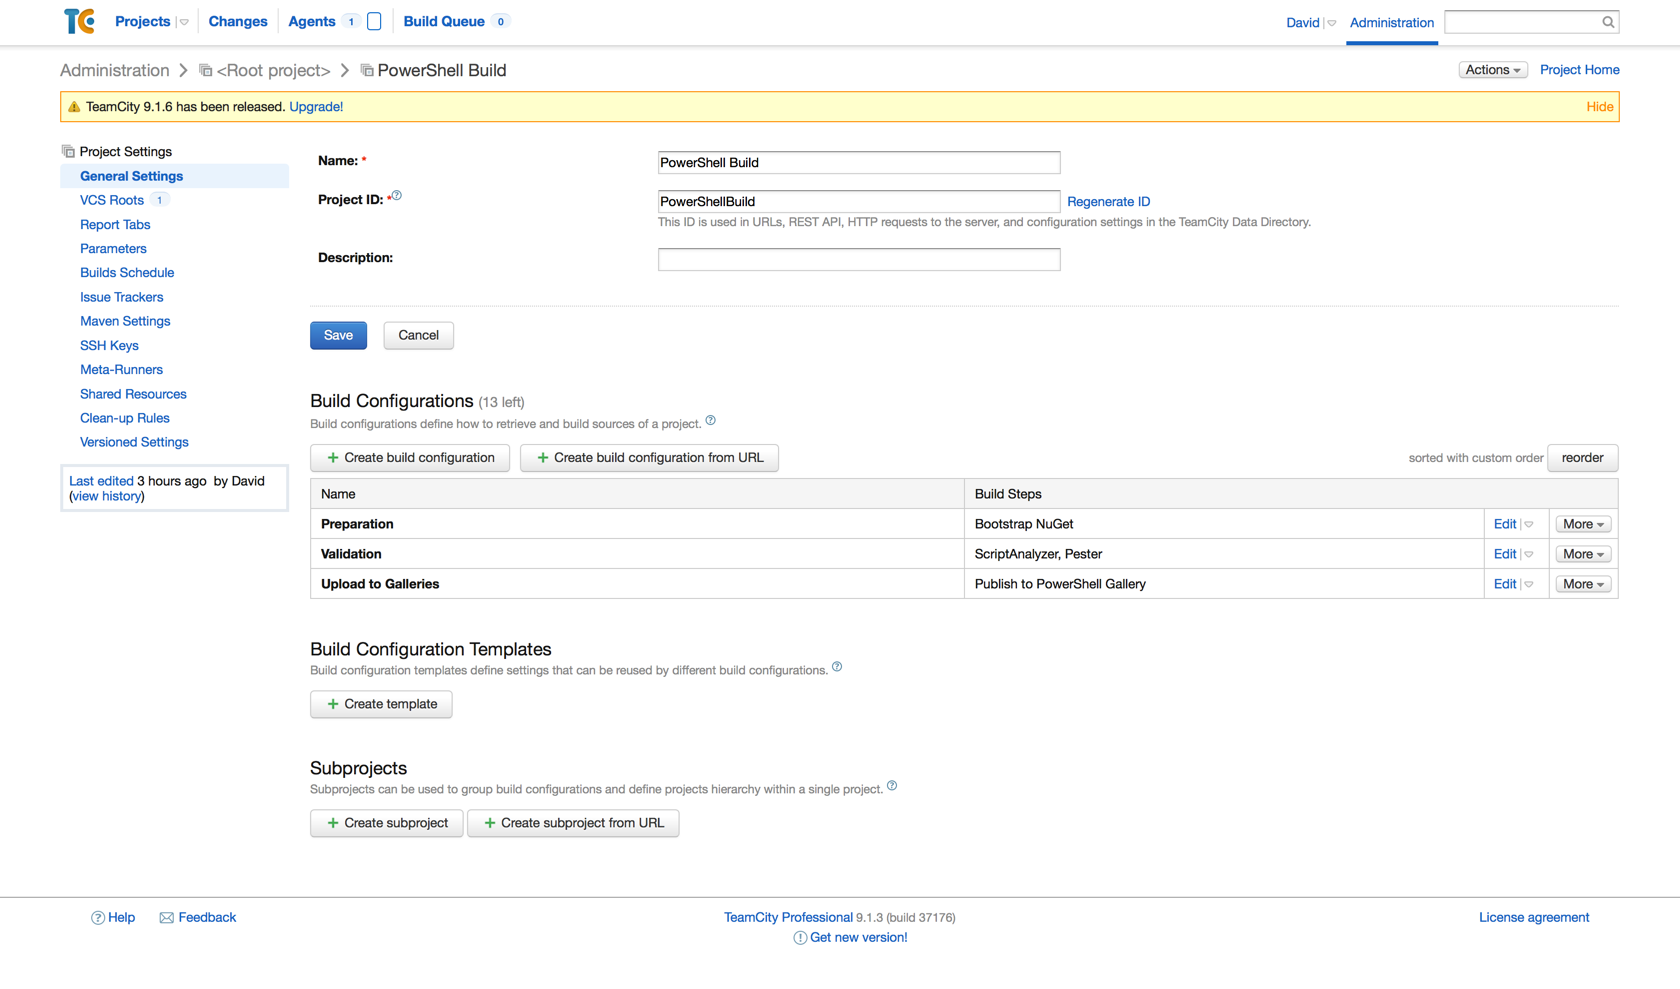 TC Projects Changes Agents 1 Build Queue 0 David Administration
Administration <Root project> PowerShell Build Actions Project Home
TeamCity 9.1.6 has been released. Upgrade! Hide
Project Settings
General Settings
VCS Roots 1
Report Tabs
Parameters
Builds Schedule
Issue Trackers
Maven Settings
SSH Keys
Meta-Runners
Shared Resources
Clean-up Rules
Versioned Settings
Last edited 3 hours ago by David
(view history)
Name: * PowerShell Build
Project ID: * ? PowerShellBuild Regenerate ID
This ID is used in URLs, REST API, HTTP requests to the server, and configuration settings in the TeamCity Data Directory.
Description:
Save Cancel
Build Configurations (13 left)
Build configurations define how to retrieve and build sources of a project. ?
+ Create build configuration + Create build configuration from URL sorted with custom order reorder
Name Build Steps
Preparation Bootstrap NuGet Edit More
Validation ScriptAnalyzer, Pester Edit More
Upload to Galleries Publish to PowerShell Gallery Edit More
Build Configuration Templates
Build configuration templates define settings that can be reused by different build configurations. ?
+ Create template
Subprojects
Subprojects can be used to group build configurations and define projects hierarchy within a single project. ?
+ Create subproject + Create subproject from URL
? Help Feedback TeamCity Professional 9.1.3 (build 37176) License agreement
! Get new version!